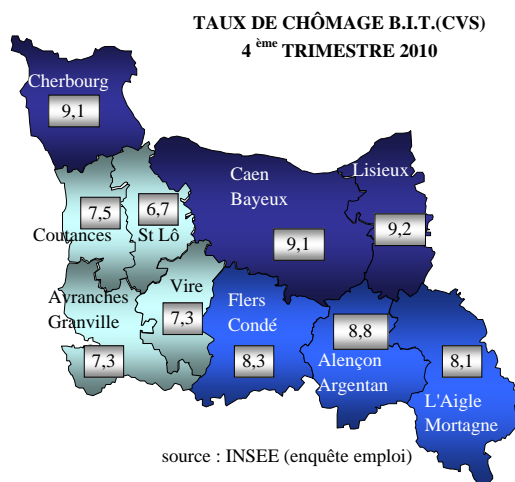 TAUX DE CHÔMAGE B.I.T.(CVS)
4 ème TRIMESTRE 2010
Cherbourg
9,1
Caen
Bayeux
9,1
Lisieux
9,2
7,5
Coutances
6,7
St Lô
Avranches
Granville
7,3
Vire
7,3
Flers
Condé
8,3
8,8
Alençon
Argentan
8,1
L'Aigle
Mortagne
source : INSEE (enquête emploi)